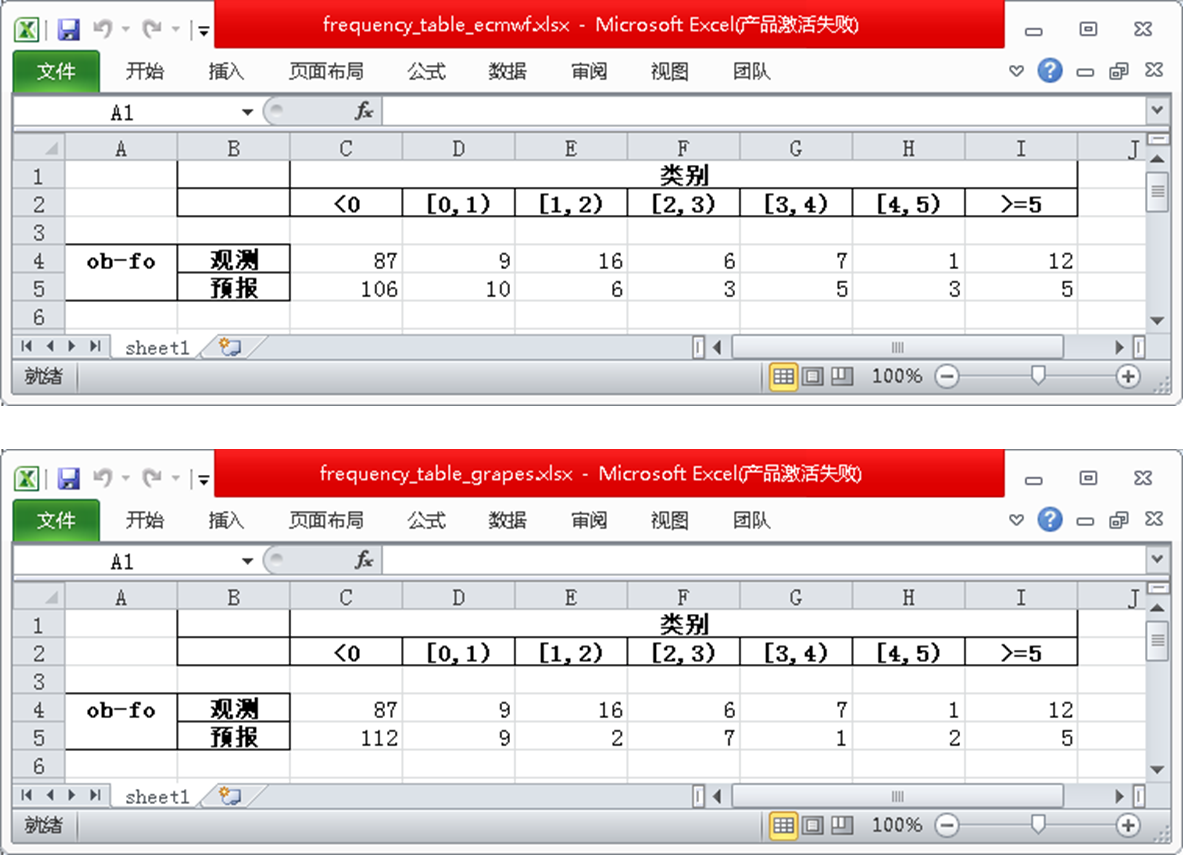 frequency_table_ecmwf.xlsx - Microsoft Excel(产品激活失败)
文件 开始 插入 页面布局 公式 数据 审阅 视图 团队
A1 fx
A B C D E F G H I J
1 类别
2 <0 [0,1) [1,2) [2,3) [3,4) [4,5) >=5
3
4 ob-fo 观测 87 9 16 6 7 1 12
5 预报 106 10 6 3 5 3 5
6
sheet1
就绪 100%
frequency_table_grapes.xlsx - Microsoft Excel(产品激活失败)
文件 开始 插入 页面布局 公式 数据 审阅 视图 团队
A1 fx
A B C D E F G H I J
1 类别
2 <0 [0,1) [1,2) [2,3) [3,4) [4,5) >=5
3
4 ob-fo 观测 87 9 16 6 7 1 12
5 预报 112 9 2 7 1 2 5
6
sheet1
就绪 100%